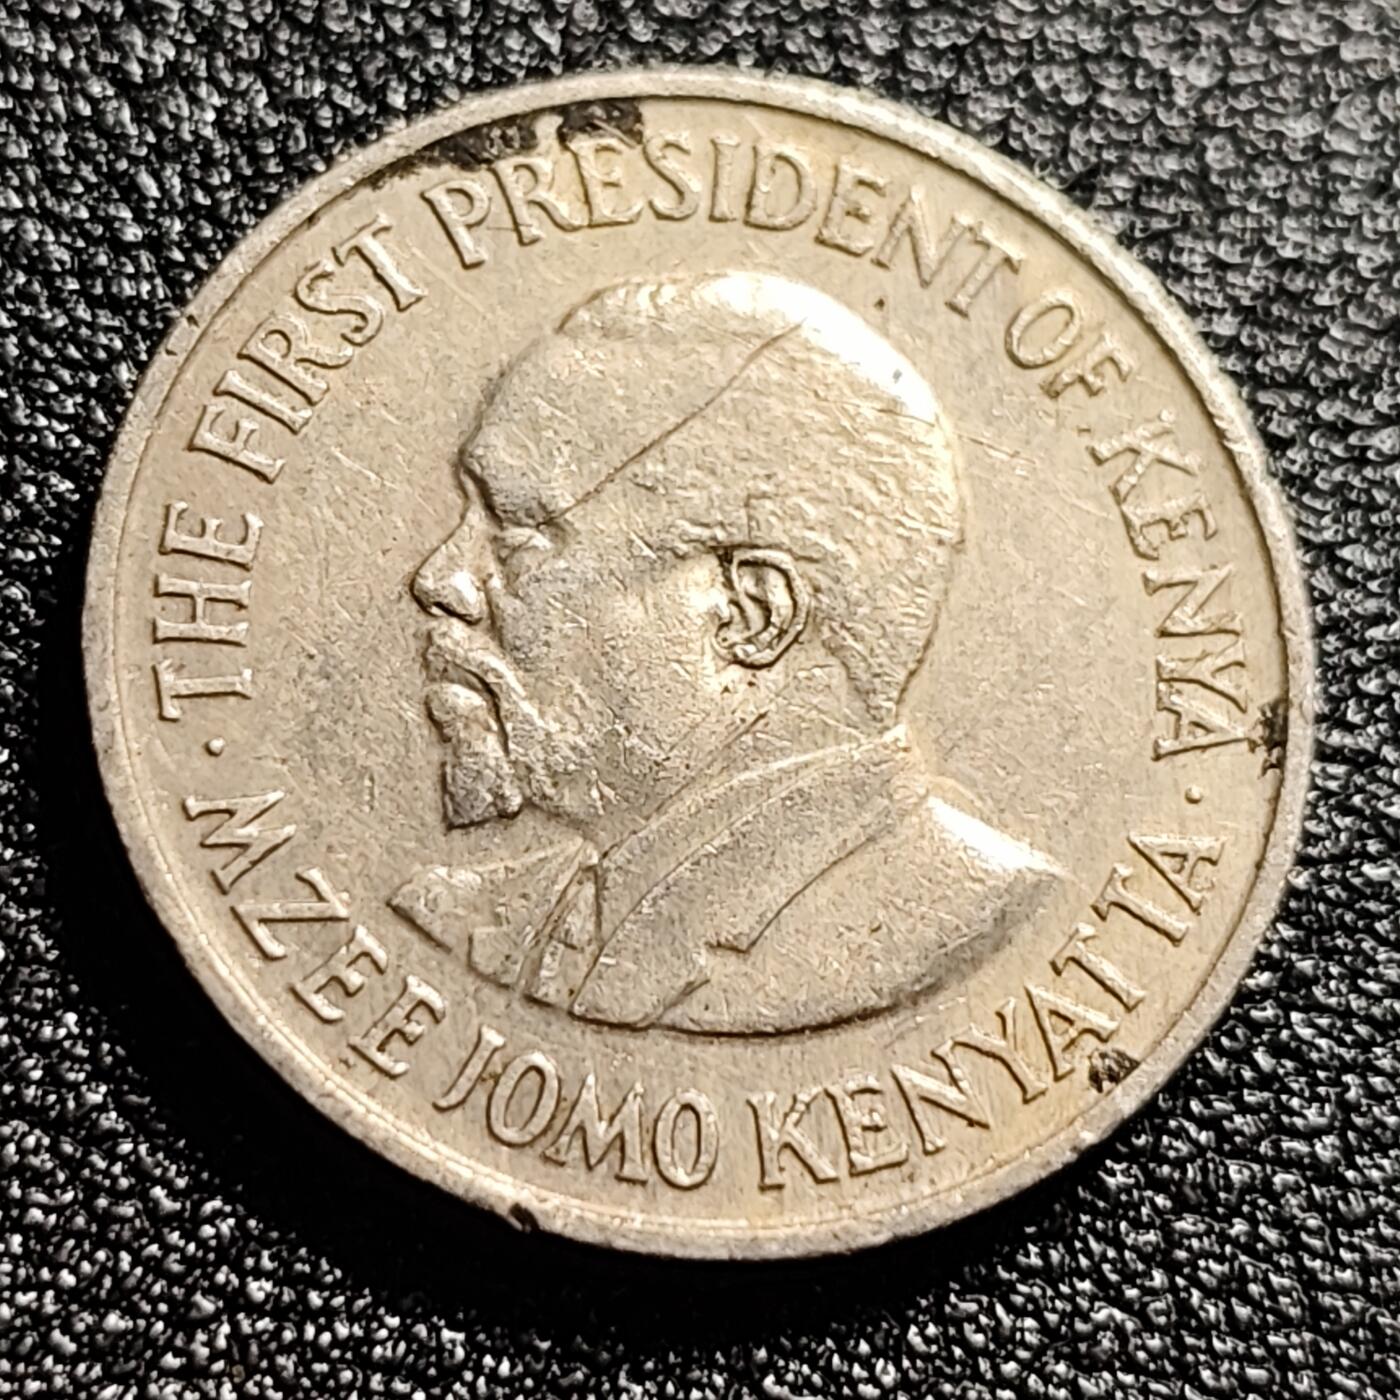 · THE FIRST PRESIDENT OF KENYA ·
MZEE JOMO KENYATTA